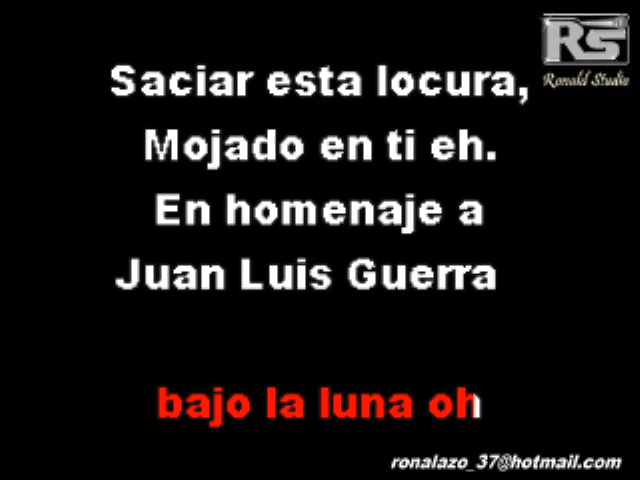 RS
Ronald Studio
Saciar esta locura,
Mojado en ti eh.
En homenaje a
Juan Luis Guerra
bajo la luna oh
ronalazo_37@hotmail.com